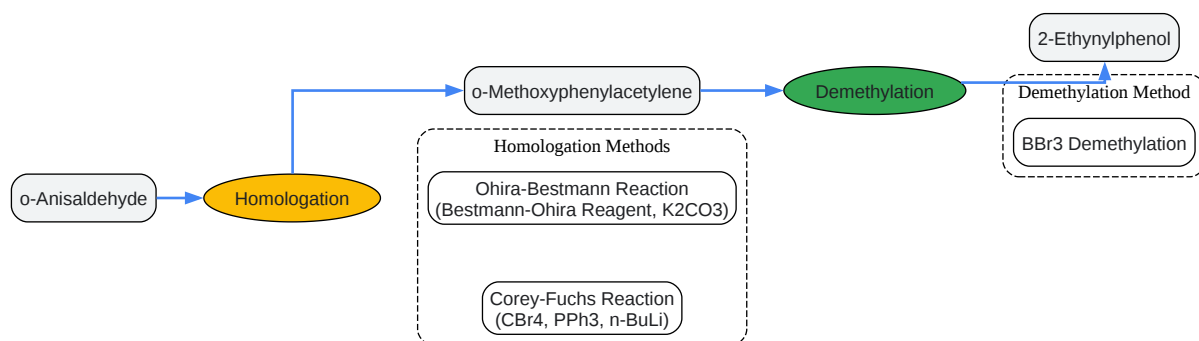 o-Anisaldehyde
Homologation
o-Methoxyphenylacetylene
Homologation Methods
Ohira-Bestmann Reaction
(Bestmann-Ohira Reagent, K2CO3)
Corey-Fuchs Reaction
(CBr4, PPh3, n-BuLi)
Demethylation
2-Ethynylphenol
Demethylation Method
BBr3 Demethylation